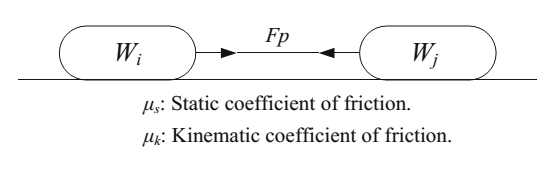 Fp
W_i W_j
μ_s: Static coefficient of friction.
μ_k: Kinematic coefficient of friction.